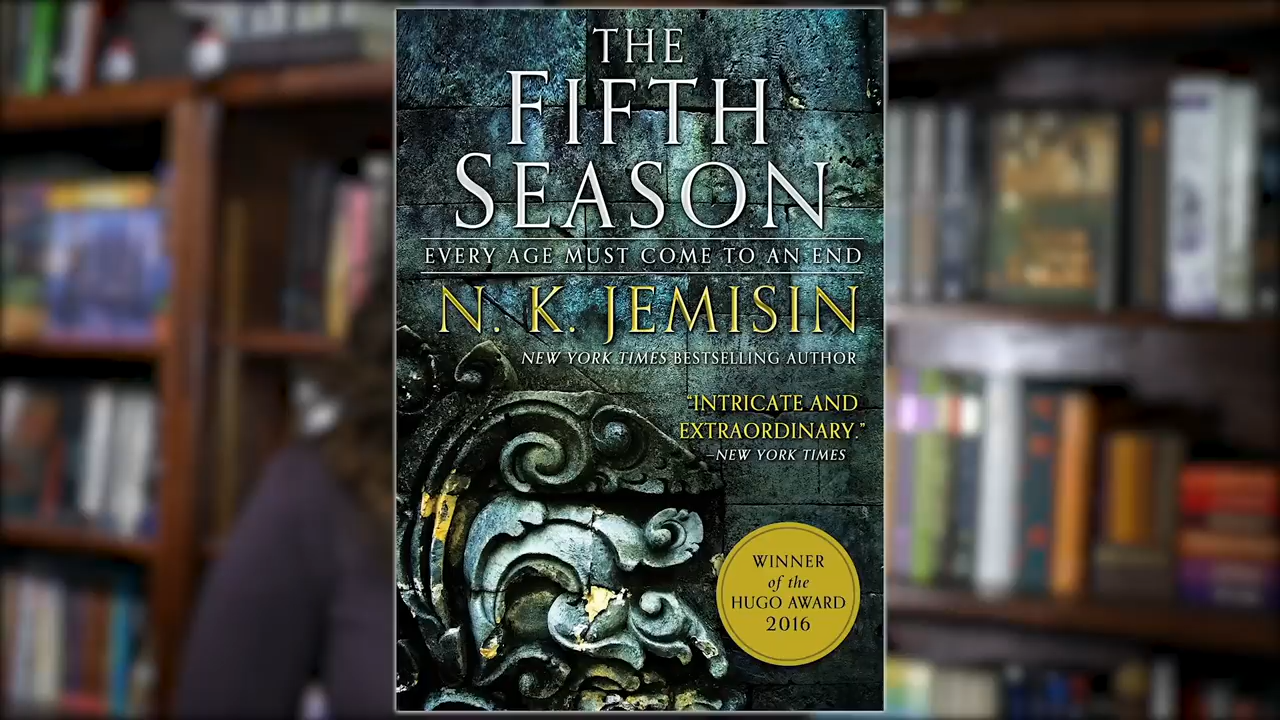 THE
FIFTH
SEASON
EVERY AGE MUST COME TO AN END
N. K. JEMISIN
NEW YORK TIMES BESTSELLING AUTHOR
“INTRICATE AND
EXTRAORDINARY.”
–NEW YORK TIMES
WINNER
of the
HUGO AWARD
2016